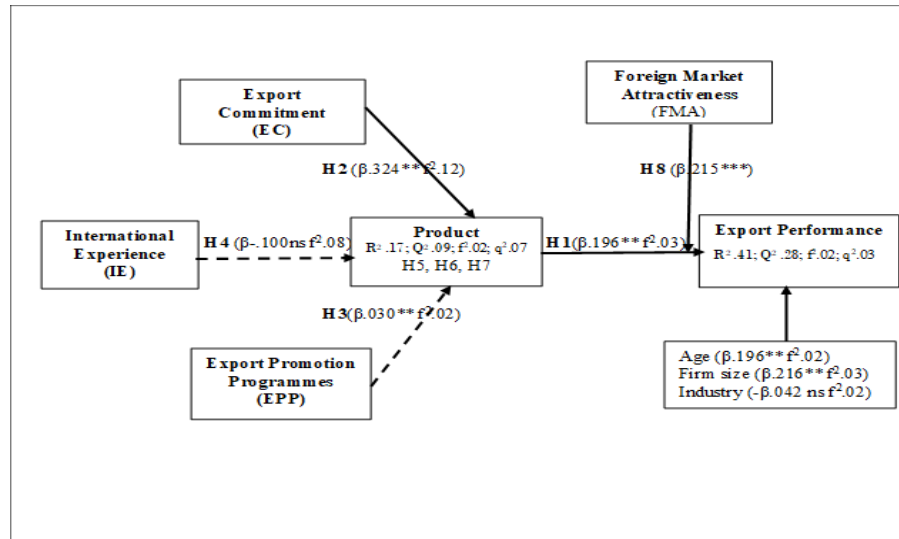 Export
Commitment
(EC)
Foreign Market
Attractiveness
(FMA)
H2 (β.324** f².12)
H8 (β.215***)
International
Experience
(IE)
H4 (β-.100ns f².08)
Product
R² .17; Q² .09; f².02; q².07
H5, H6, H7
H1(β.196** f².03)
Export Performance
R² .41; Q² .28; f².02; q².03
H3(β.030** f².02)
Export Promotion
Programmes
(EPP)
Age (β.196** f².02)
Firm size (β.216** f².03)
Industry (-β.042 ns f².02)